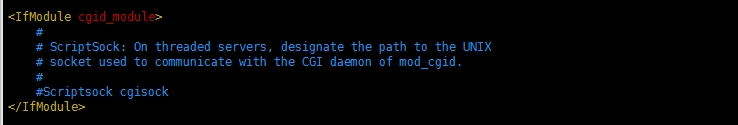 <IfModule cgid_module>
#
# ScriptSock: On threaded servers, designate the path to the UNIX
# socket used to communicate with the CGI daemon of mod_cgid.
#
#Scriptsock cgisock
</IfModule>